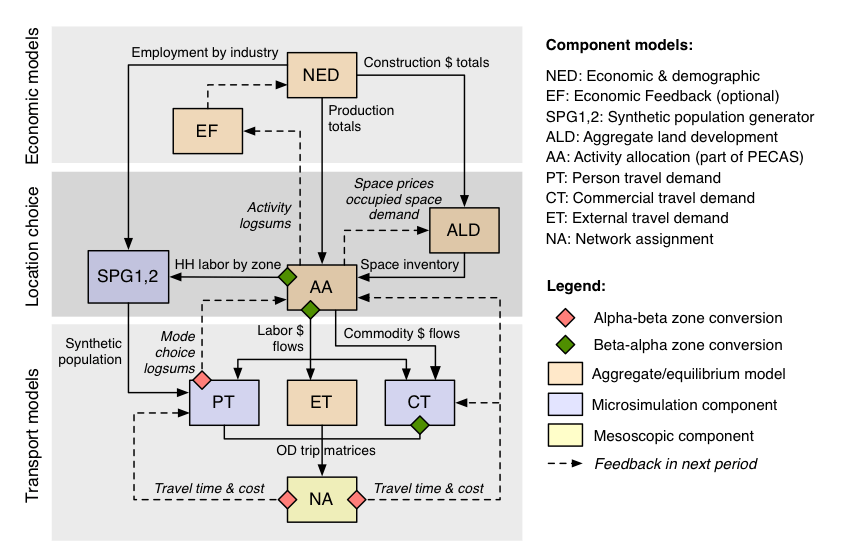 Economic models
Location choice
Transport models
Employment by industry
NED
Construction $ totals
EF
Production
totals
Activity
logsums
Space prices
occupied space
demand
ALD
SPG1,2
HH labor by zone
AA
Space inventory
Synthetic
population
Mode
choice
logsums
Labor $
flows
Commodity $ flows
PT
ET
CT
OD trip matrices
Travel time & cost
NA
Travel time & cost
Component models:
NED: Economic & demographic
EF: Economic Feedback (optional)
SPG1,2: Synthetic population generator
ALD: Aggregate land development
AA: Activity allocation (part of PECAS)
PT: Person travel demand
CT: Commercial travel demand
ET: External travel demand
NA: Network assignment
Legend:
Alpha-beta zone conversion
Beta-alpha zone conversion
Aggregate/equilibrium model
Microsimulation component
Mesoscopic component
Feedback in next period